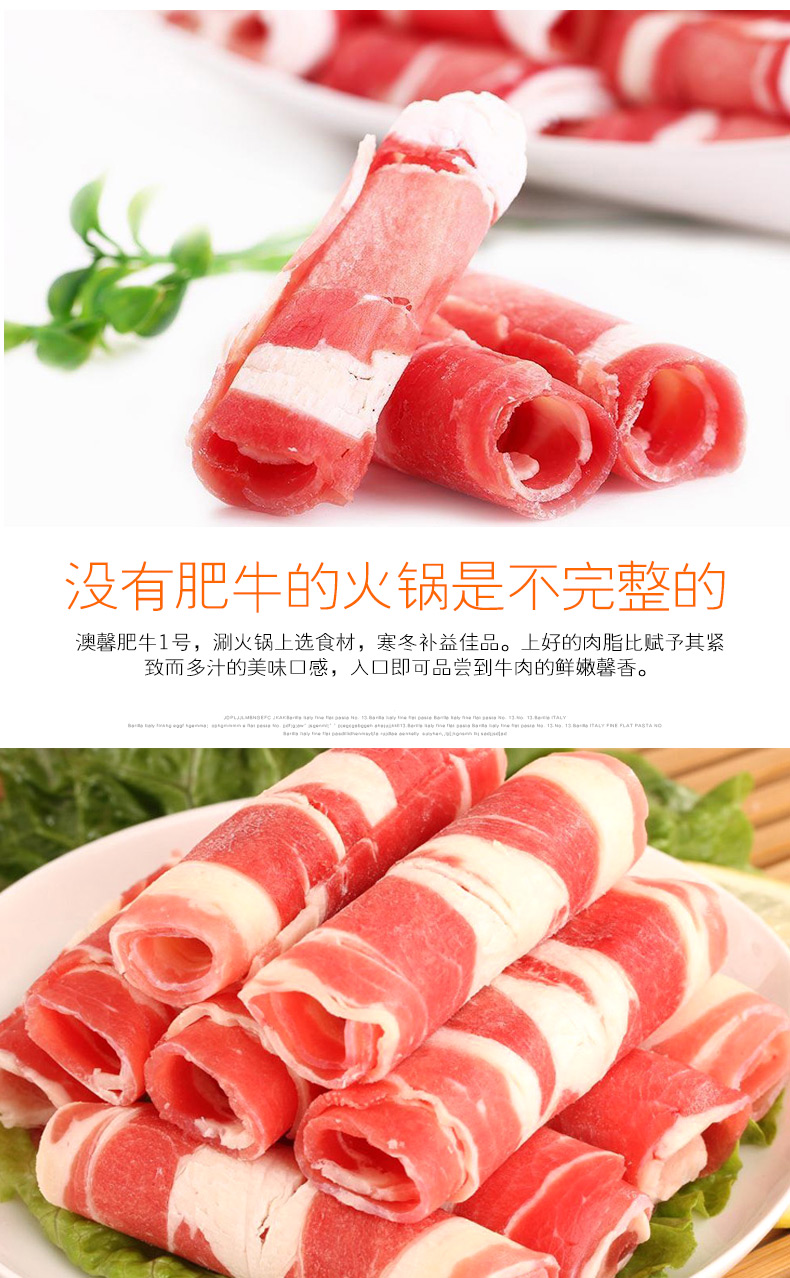 没有肥牛的火锅是不完整的
澳馨肥牛1号，涮火锅上选食材，寒冬补益佳品。上好的肉脂比赋予其紧
致而多汁的美味口感，入口即可品尝到牛肉的鲜嫩馨香。